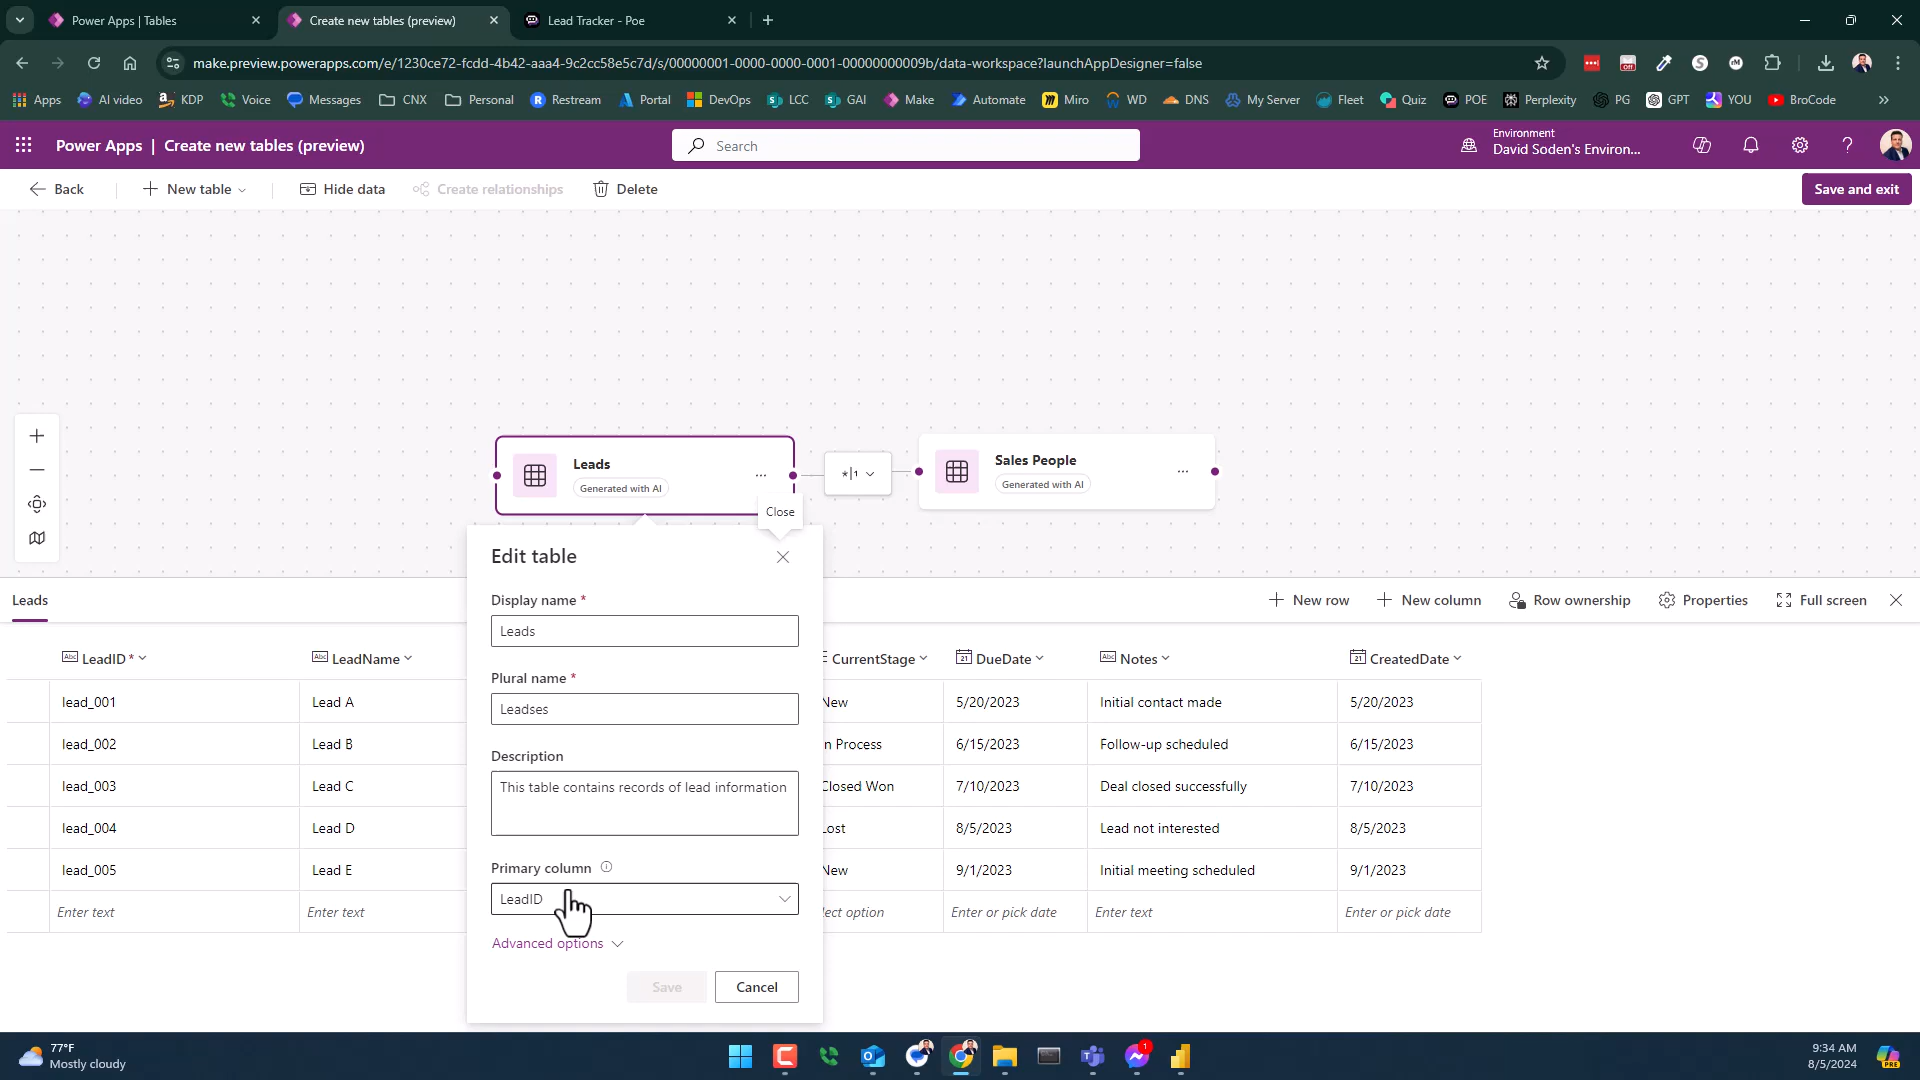 Power Apps | Tables
Create new tables (preview)
Lead Tracker - Poe
make.preview.powerapps.com/e/1230ce72-fcdd-4b42-aaa4-9c2cc58e5c7d/s/00000001-0000-0000-0001-00000000009b/data-workspace?launchAppDesigner=false
Apps AI video KDP Voice Messages CNX Personal Restream Portal DevOps LCC GAI Make Automate Miro WD DNS My Server Fleet Quiz POE Perplexity PG GPT YOU BroCode
Power Apps | Create new tables (preview)
Search
Environment
David Soden's Environ...
Back
New table
Hide data
Create relationships
Delete
Save and exit
Leads
Generated with AI
*|1
Sales People
Generated with AI
Close
Edit table
Display name *
Leads
Plural name *
Leadses
Description
This table contains records of lead information
Primary column
LeadID
Advanced options
Save Cancel
Leads
New row New column Row ownership Properties Full screen
LeadID * LeadName CurrentStage DueDate Notes CreatedDate
lead_001 Lead A New 5/20/2023 Initial contact made 5/20/2023
lead_002 Lead B n Process 6/15/2023 Follow-up scheduled 6/15/2023
lead_003 Lead C Closed Won 7/10/2023 Deal closed successfully 7/10/2023
lead_004 Lead D Lost 8/5/2023 Lead not interested 8/5/2023
lead_005 Lead E New 9/1/2023 Initial meeting scheduled 9/1/2023
Enter text Enter text lect option Enter or pick date Enter text Enter or pick date
77°F
Mostly cloudy
1
9:34 AM
8/5/2024
PRE